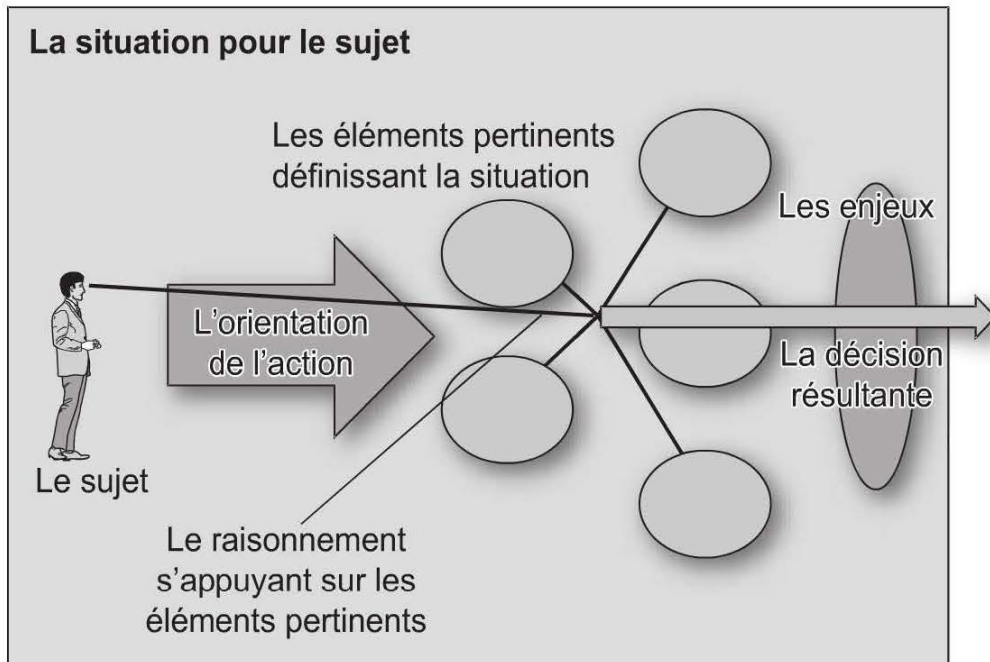 La situation pour le sujet
Les éléments pertinents
définissant la situation
Les enjeux
L'orientation
de l'action
La décision
résultante
Le sujet
Le raisonnement
s'appuyant sur les
éléments pertinents